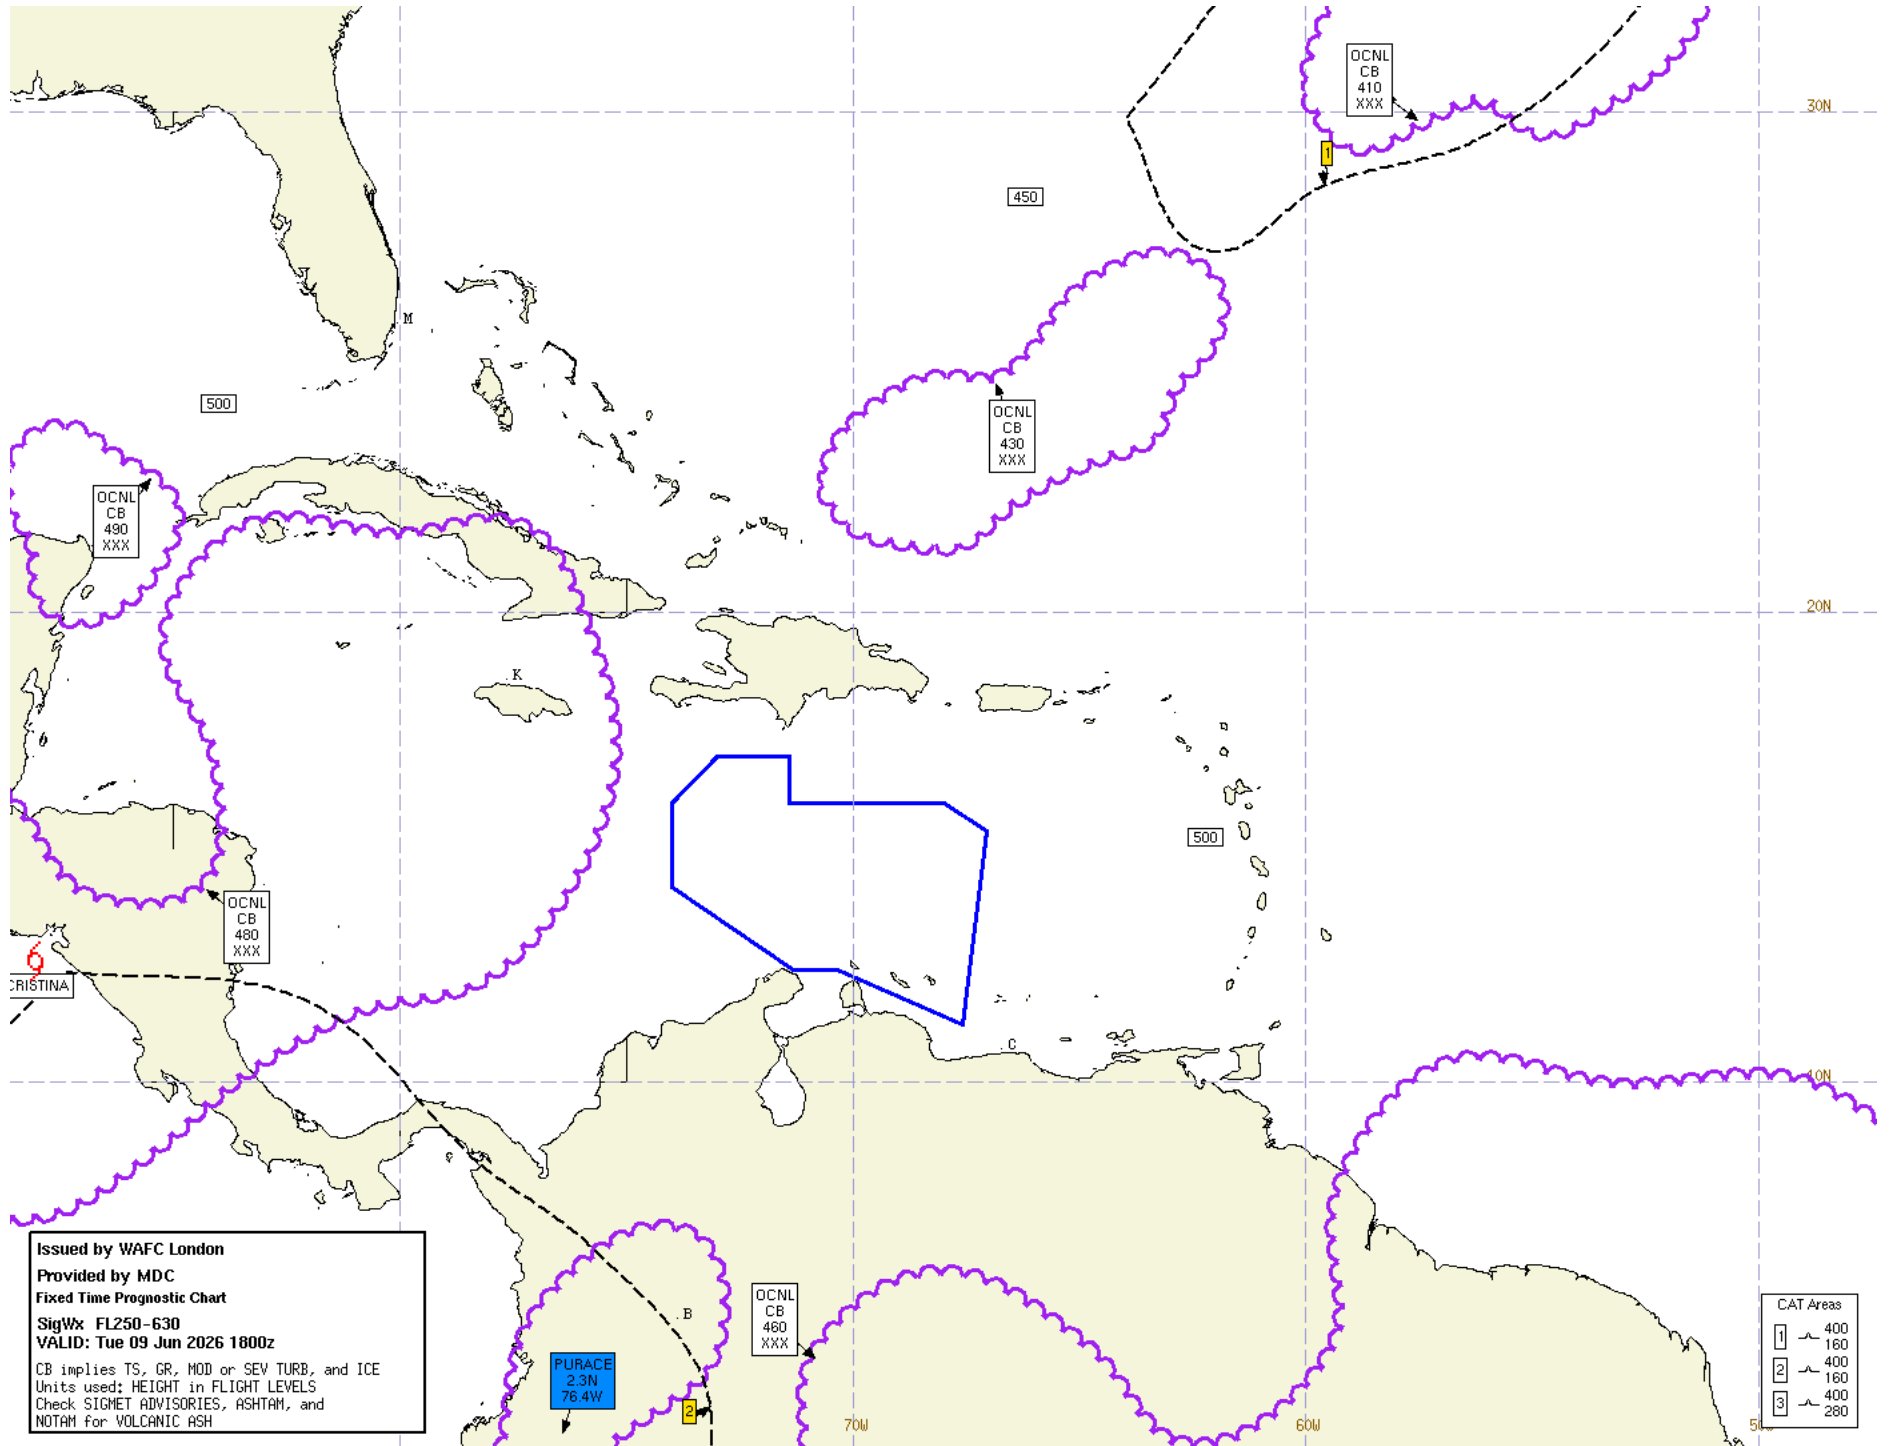 OCNL
CB
410
XXX
30N
1
450
M
500
OCNL
CB
430
XXX
OCNL
CB
490
XXX
20N
K
500
OCNL
CB
480
XXX
CRISTINA
C
10N
Issued by WAFC London
Provided by MDC
Fixed Time Prognostic Chart
SigWx FL250-630
VALID: Tue 09 Jun 2026 1800z
CB implies TS, GR, MOD or SEV TURB, and ICE
Units used: HEIGHT in FLIGHT LEVELS
Check SIGMET ADVISORIES, ASHTAM, and
NOTAM for VOLCANIC ASH
B
OCNL
CB
460
XXX
PURACE
2.3N
76.4W
2
70W
60W
CAT Areas
1 400
160
2 400
160
3 400
280